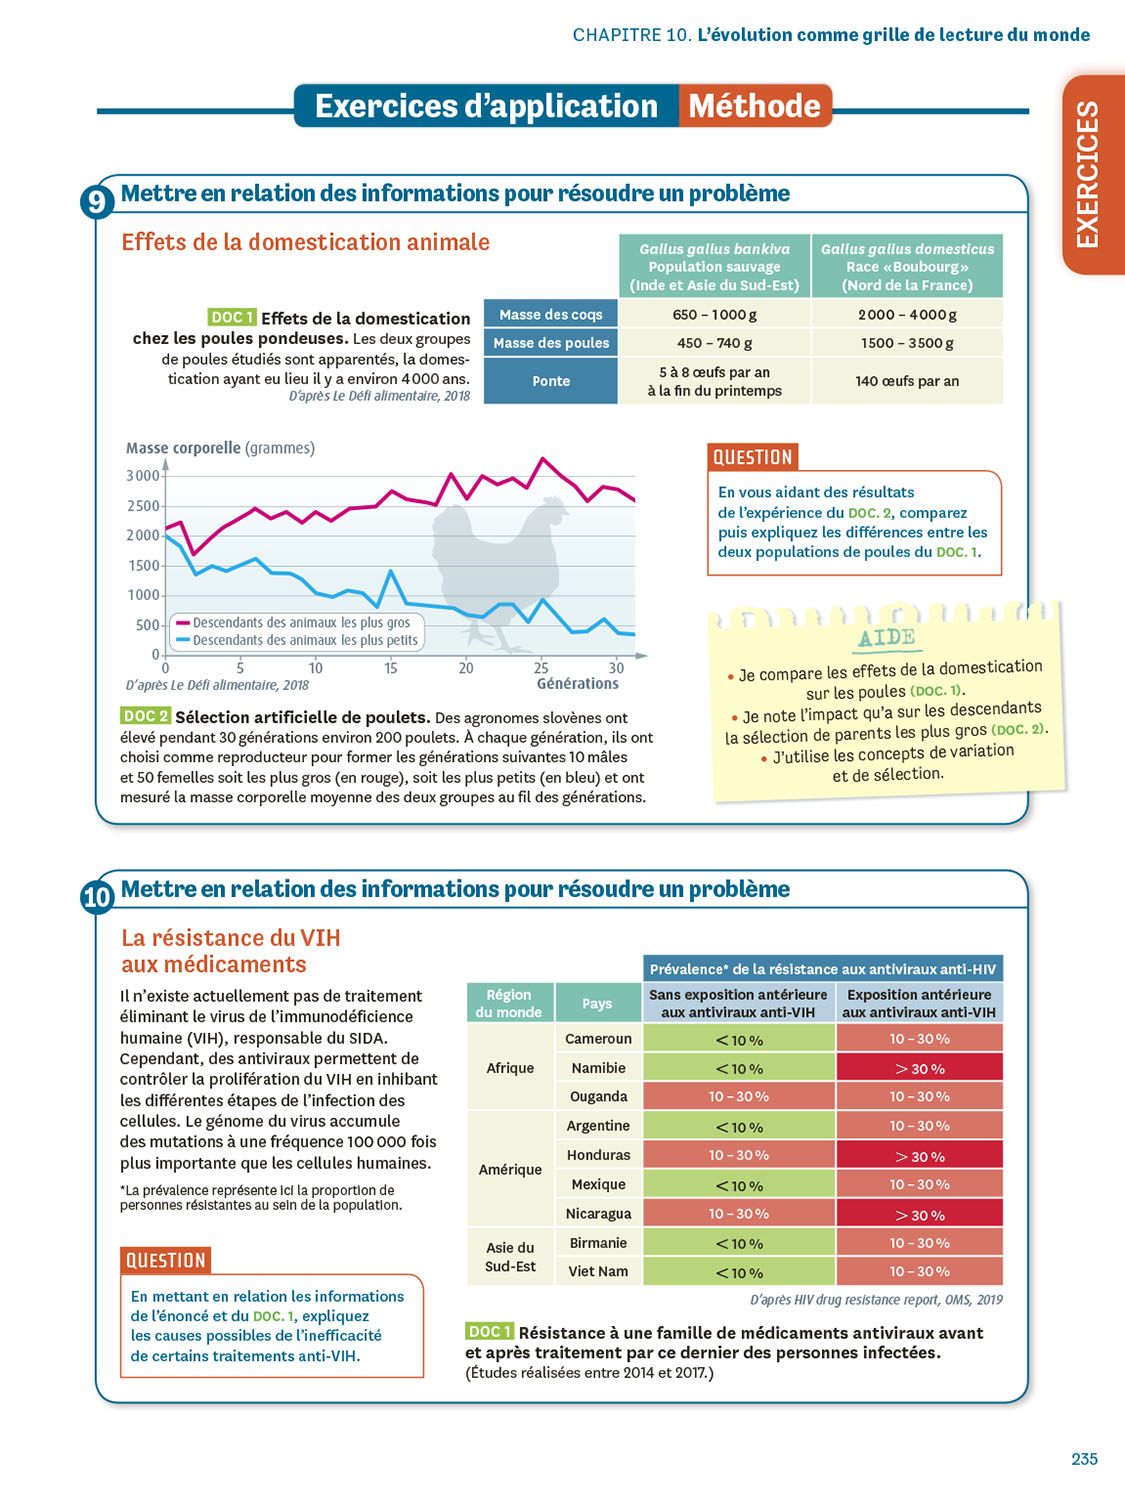 CHAPITRE 10. L’évolution comme grille de lecture du monde
Exercices d’application Méthode
EXERCICES
9 Mettre en relation des informations pour résoudre un problème
Effets de la domestication animale
DOC 1 Effets de la domestication
chez les poules pondeuses. Les deux groupes
de poules étudiés sont apparentés, la domes-
tication ayant eu lieu il y a environ 4 000 ans.
D’après Le Défi alimentaire, 2018
Gallus gallus bankiva
Population sauvage
(Inde et Asie du Sud-Est)
Gallus gallus domesticus
Race «Boubourg»
(Nord de la France)
Masse des coqs 650 – 1 000 g 2 000 – 4 000 g
Masse des poules 450 – 740 g 1 500 – 3 500 g
Ponte 5 à 8 œufs par an
à la fin du printemps 140 œufs par an
Masse corporelle (grammes)
3 000
2 500
2 000
1500
1 000
500
0
Descendants des animaux les plus gros
Descendants des animaux les plus petits
0 5 10 15 20 25 30
Générations
D’après Le Défi alimentaire, 2018
DOC 2 Sélection artificielle de poulets. Des agronomes slovènes ont
élevé pendant 30 générations environ 200 poulets. À chaque génération, ils ont
choisi comme reproducteur pour former les générations suivantes 10 mâles
et 50 femelles soit les plus gros (en rouge), soit les plus petits (en bleu) et ont
mesuré la masse corporelle moyenne des deux groupes au fil des générations.
QUESTION
En vous aidant des résultats
de l’expérience du DOC. 2, comparez
puis expliquez les différences entre les
deux populations de poules du DOC. 1.
AIDE
• Je compare les effets de la domestication
sur les poules (DOC. 1).
• Je note l’impact qu’a sur les descendants
la sélection de parents les plus gros (DOC. 2).
• J’utilise les concepts de variation
et de sélection.
10 Mettre en relation des informations pour résoudre un problème
La résistance du VIH
aux médicaments
Il n’existe actuellement pas de traitement
éliminant le virus de l’immunodéficience
humaine (VIH), responsable du SIDA.
Cependant, des antiviraux permettent de
contrôler la prolifération du VIH en inhibant
les différentes étapes de l’infection des
cellules. Le génome du virus accumule
des mutations à une fréquence 100 000 fois
plus importante que les cellules humaines.
*La prévalence représente ici la proportion de
personnes résistantes au sein de la population.
QUESTION
En mettant en relation les informations
de l’énoncé et du DOC. 1, expliquez
les causes possibles de l’inefficacité
de certains traitements anti-VIH.
Prévalence* de la résistance aux antiviraux anti-HIV
Région
du monde
Pays
Sans exposition antérieure
aux antiviraux anti-VIH
Exposition antérieure
aux antiviraux anti-VIH
Afrique
Cameroun < 10 % 10 – 30 %
Namibie < 10 % > 30 %
Ouganda 10 – 30 % 10 – 30 %
Amérique
Argentine < 10 % 10 – 30 %
Honduras 10 – 30 % > 30 %
Mexique < 10 % 10 – 30 %
Nicaragua 10 – 30 % > 30 %
Asie du
Sud-Est
Birmanie < 10 % 10 – 30 %
Viet Nam < 10 % 10 – 30 %
D’après HIV drug resistance report, OMS, 2019
DOC 1 Résistance à une famille de médicaments antiviraux avant
et après traitement par ce dernier des personnes infectées.
(Études réalisées entre 2014 et 2017.)
235